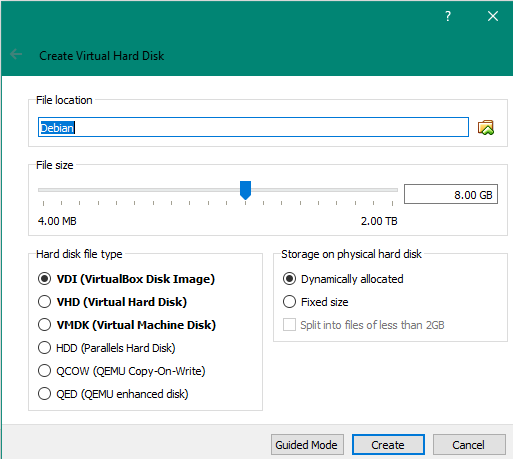 ?
Create Virtual Hard Disk
File location
Debian
File size
8.00 GB
4.00 MB 2.00 TB
Hard disk file type
VDI (VirtualBox Disk Image)
VHD (Virtual Hard Disk)
VMDK (Virtual Machine Disk)
HDD (Parallels Hard Disk)
QCOW (QEMU Copy-On-Write)
QED (QEMU enhanced disk)
Storage on physical hard disk
Dynamically allocated
Fixed size
Split into files of less than 2GB
Guided Mode Create Cancel